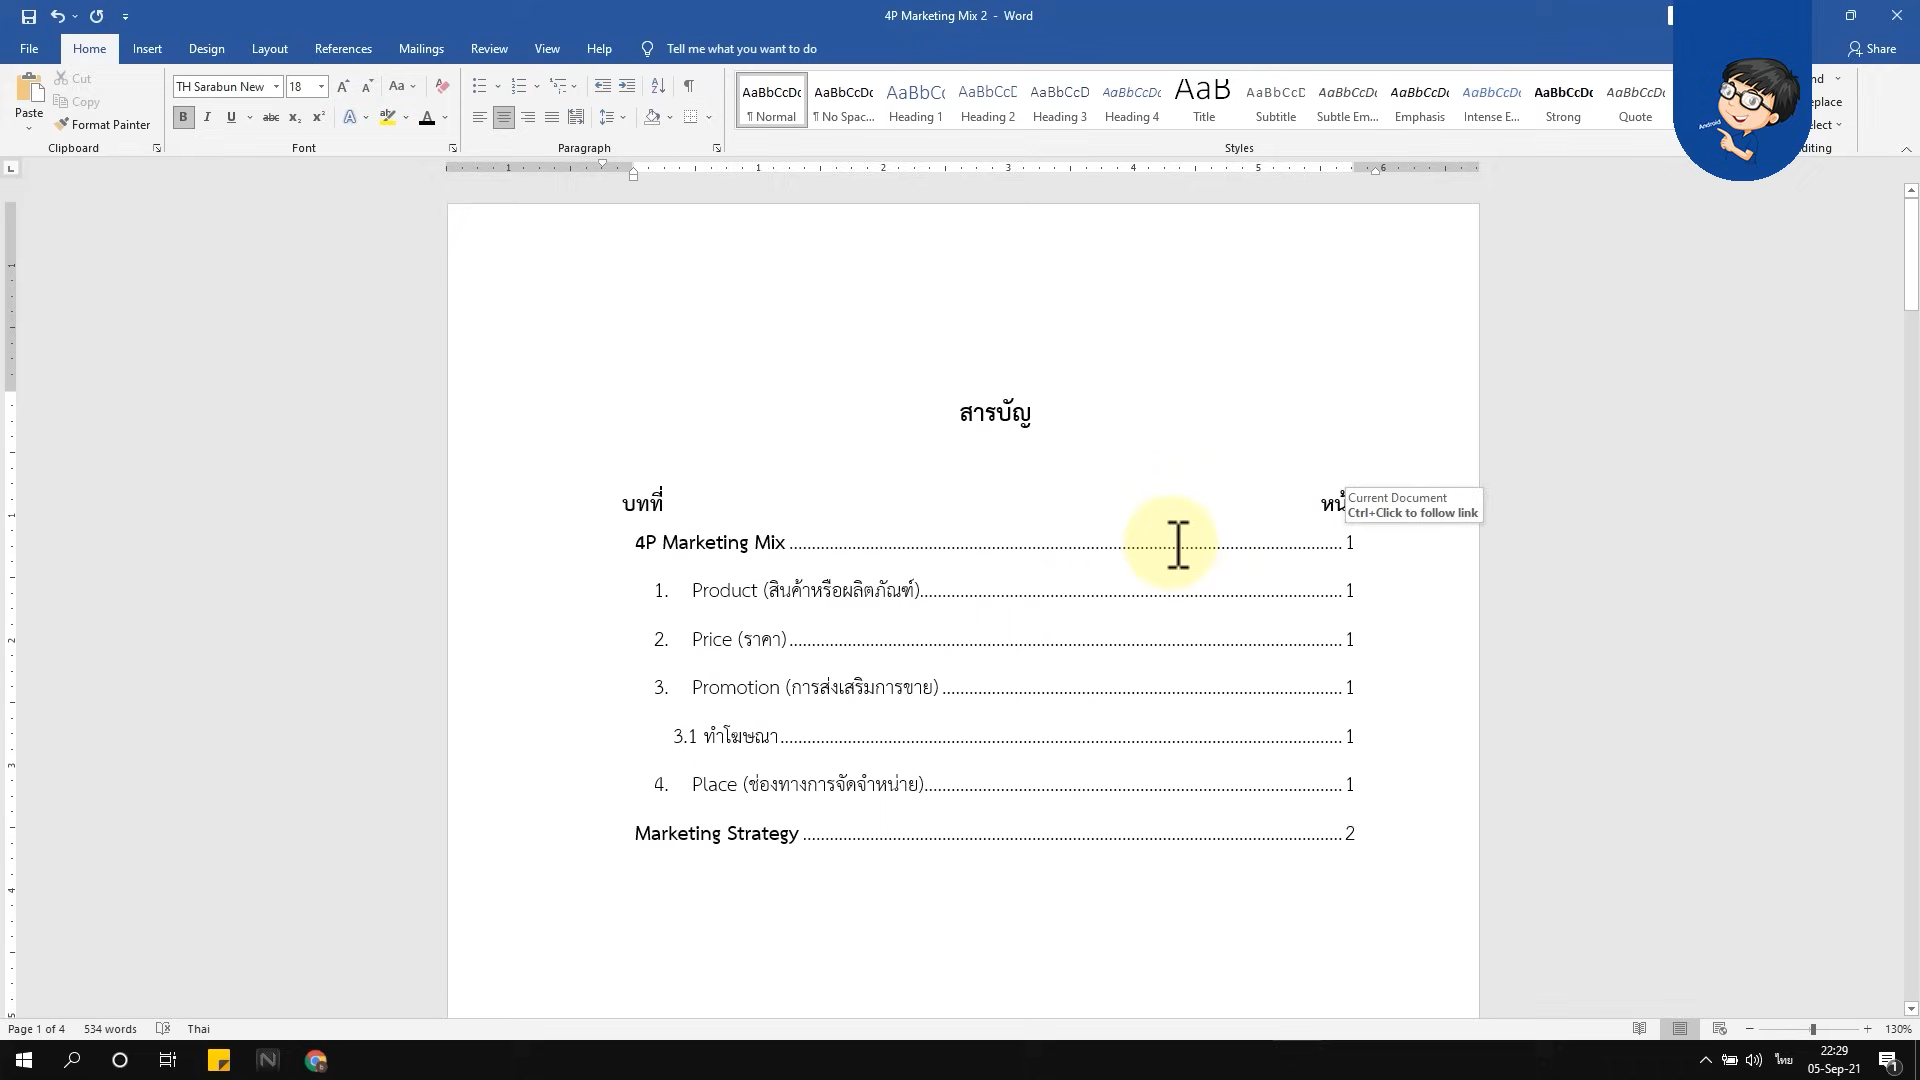 4P Marketing Mix 2 - Word
File Home Insert Design Layout References Mailings Review View Help Tell me what you want to do Share
Paste
Cut
Copy
Format Painter
Clipboard
TH Sarabun New 18
Font
Paragraph
AaBbCcDc AaBbCcDc AaBbCc AaBbCcD AaBbCcD AaBbCcDc AaB AaBbCcD AaBbCcDc AaBbCcDc AaBbCcDc AaBbCcDc AaBbCcDc
¶ Normal ¶ No Spac... Heading 1 Heading 2 Heading 3 Heading 4 Title Subtitle Subtle Em... Emphasis Intense E... Strong Quote
Styles
Android
สารบัญ
บทที่
Current Document
Ctrl+Click to follow link
4P Marketing Mix 1
1. Product (สินค้าหรือผลิตภัณฑ์) 1
2. Price (ราคา) 1
3. Promotion (การส่งเสริมการขาย) 1
3.1 ทำโฆษณา 1
4. Place (ช่องทางการจัดจำหน่าย) 1
Marketing Strategy 2
Page 1 of 4 534 words Thai 130%
ไทย
22:29
05-Sep-21